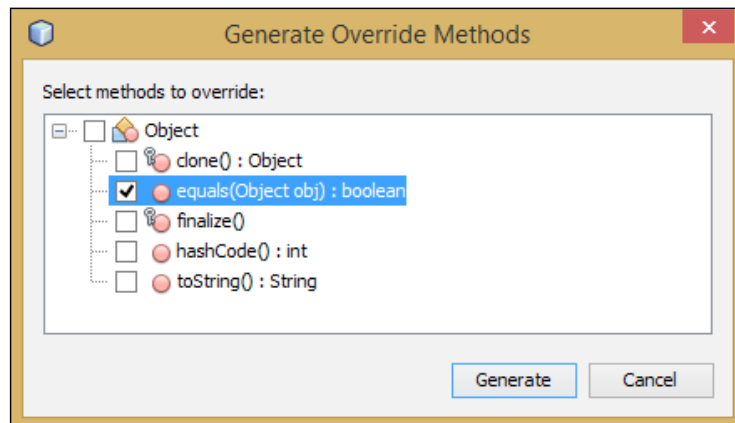 Generate Override Methods
Select methods to override:
Object
clone() : Object
equals(Object obj) : boolean
finalize()
hashCode() : int
toString() : String
Generate Cancel